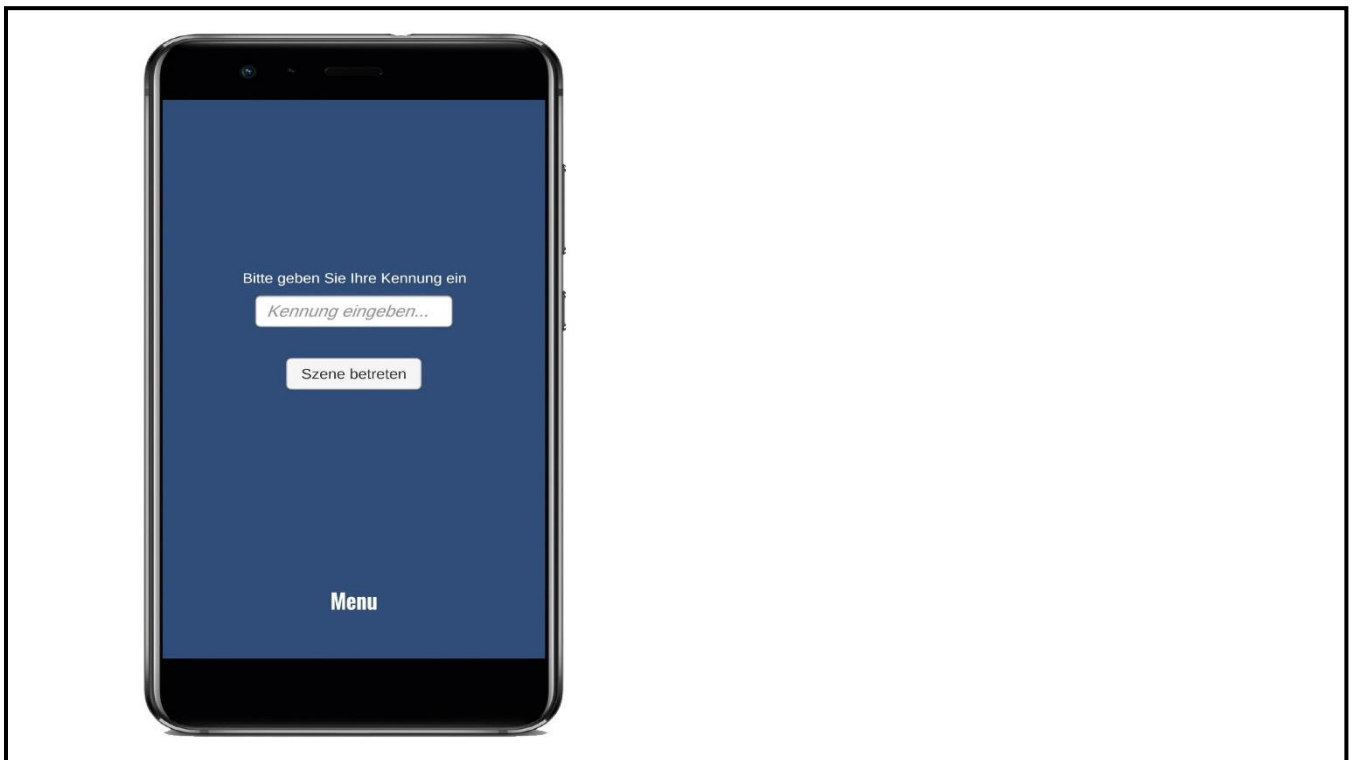 Bitte geben Sie Ihre Kennung ein
Kennung eingeben...
Szene betreten
Menu